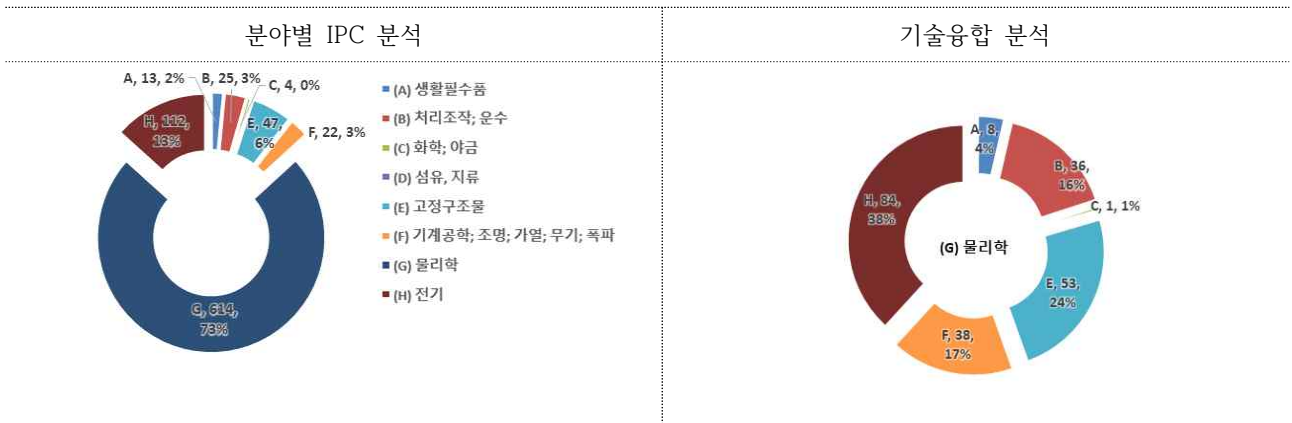 분야별 IPC 분석
기술융합 분석
A, 13, 2%
B, 25, 3%
C, 4, 0%
H, 112,
13%
E, 47,
6%
F, 22, 3%
G, 614,
73%
(A) 생활필수품
(B) 처리조작; 운수
(C) 화학; 야금
(D) 섬유, 지류
(E) 고정구조물
(F) 기계공학; 조명; 가열; 무기; 폭파
(G) 물리학
(H) 전기
A, 8,
4%
B, 36,
16%
C, 1, 1%
H, 84,
38%
(G) 물리학
E, 53,
24%
F, 38,
17%